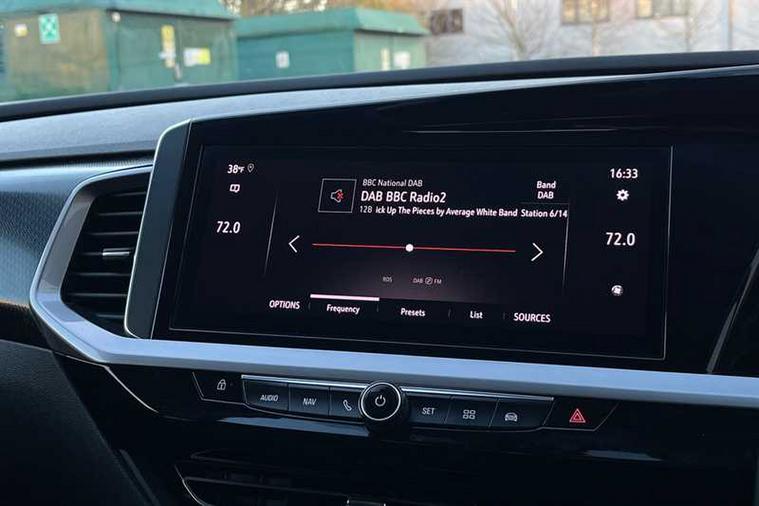 38°F
16:33
BBC National DAB
DAB BBC Radio2
128 ick Up The Pieces by Average White Band Station 6/14
Band
DAB
72.0
72.0
RDS DAB FM
OPTIONS Frequency Presets List SOURCES
AUDIO NAV SET